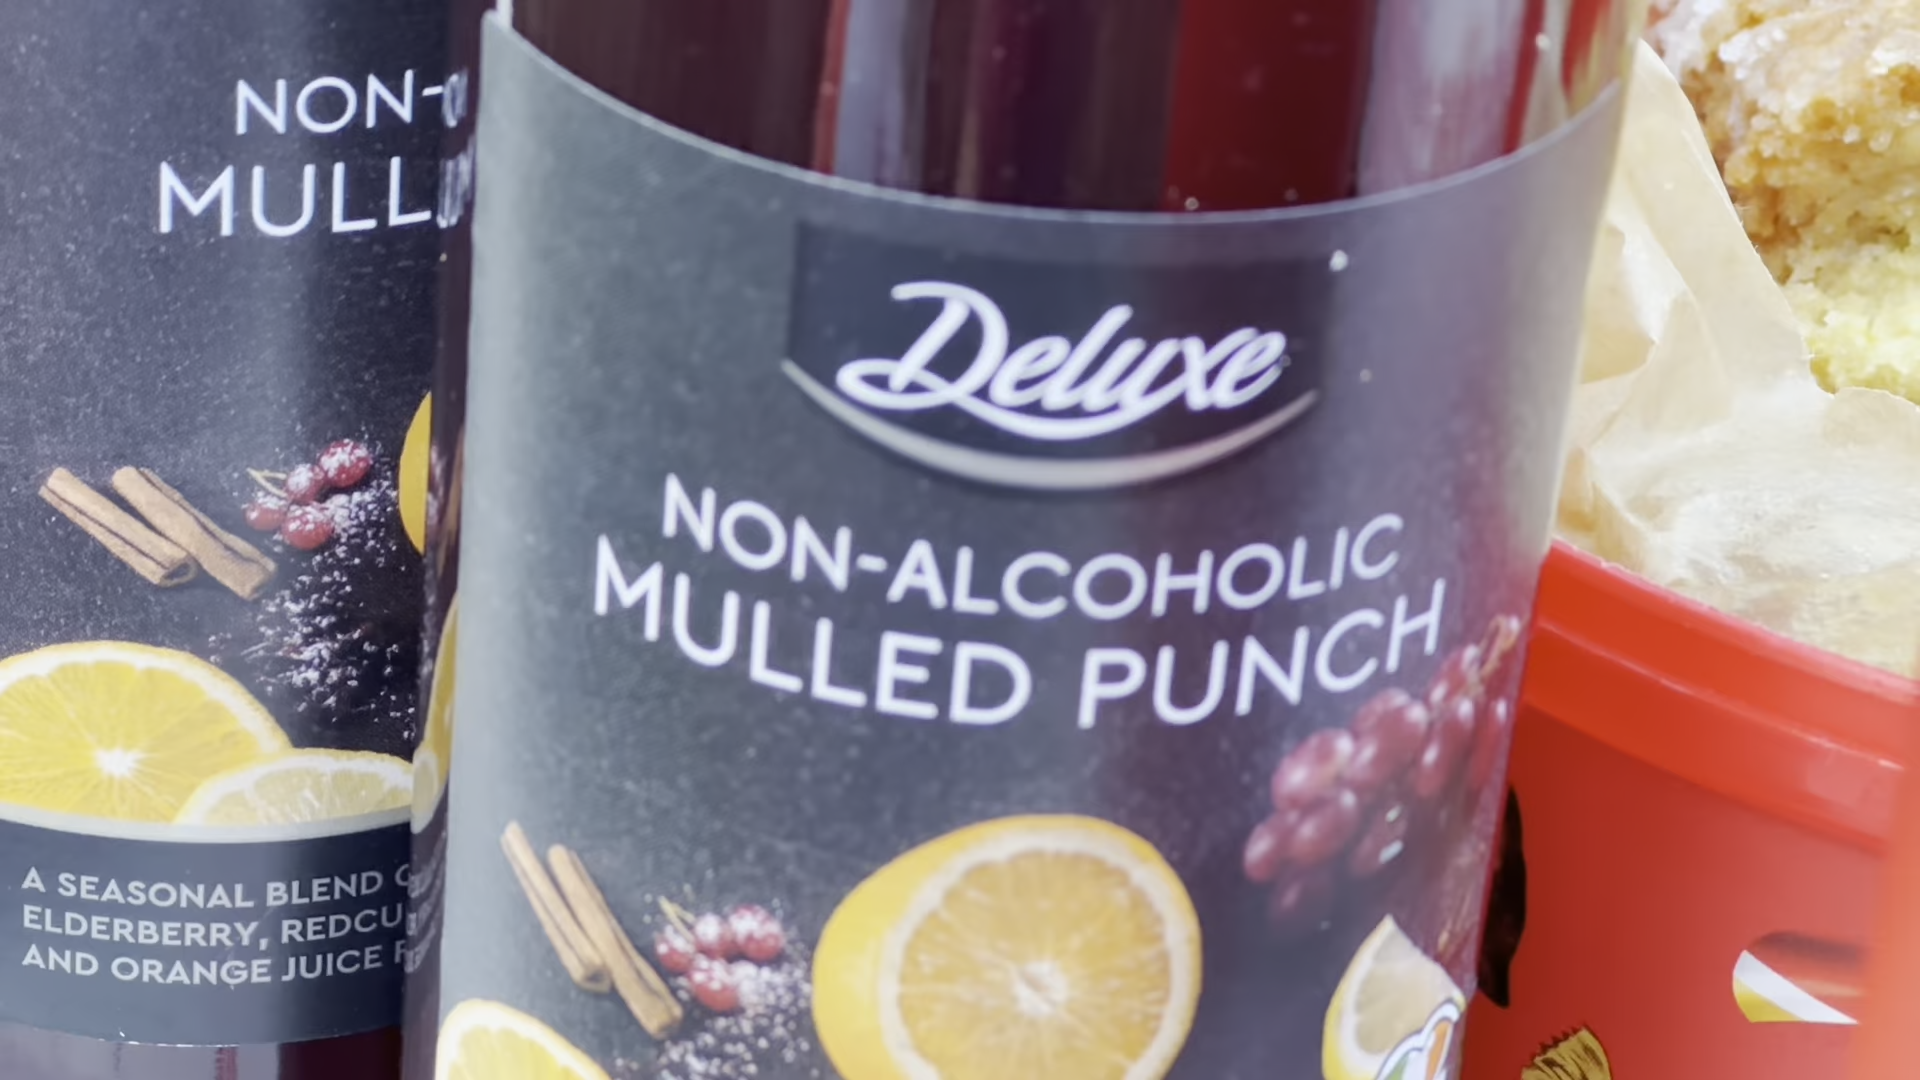 NON-
MULL
A SEASONAL BLEND
ELDERBERRY, REDCU
AND ORANGE JUICE F
Deluxe
NON-ALCOHOLIC
MULLED PUNCH